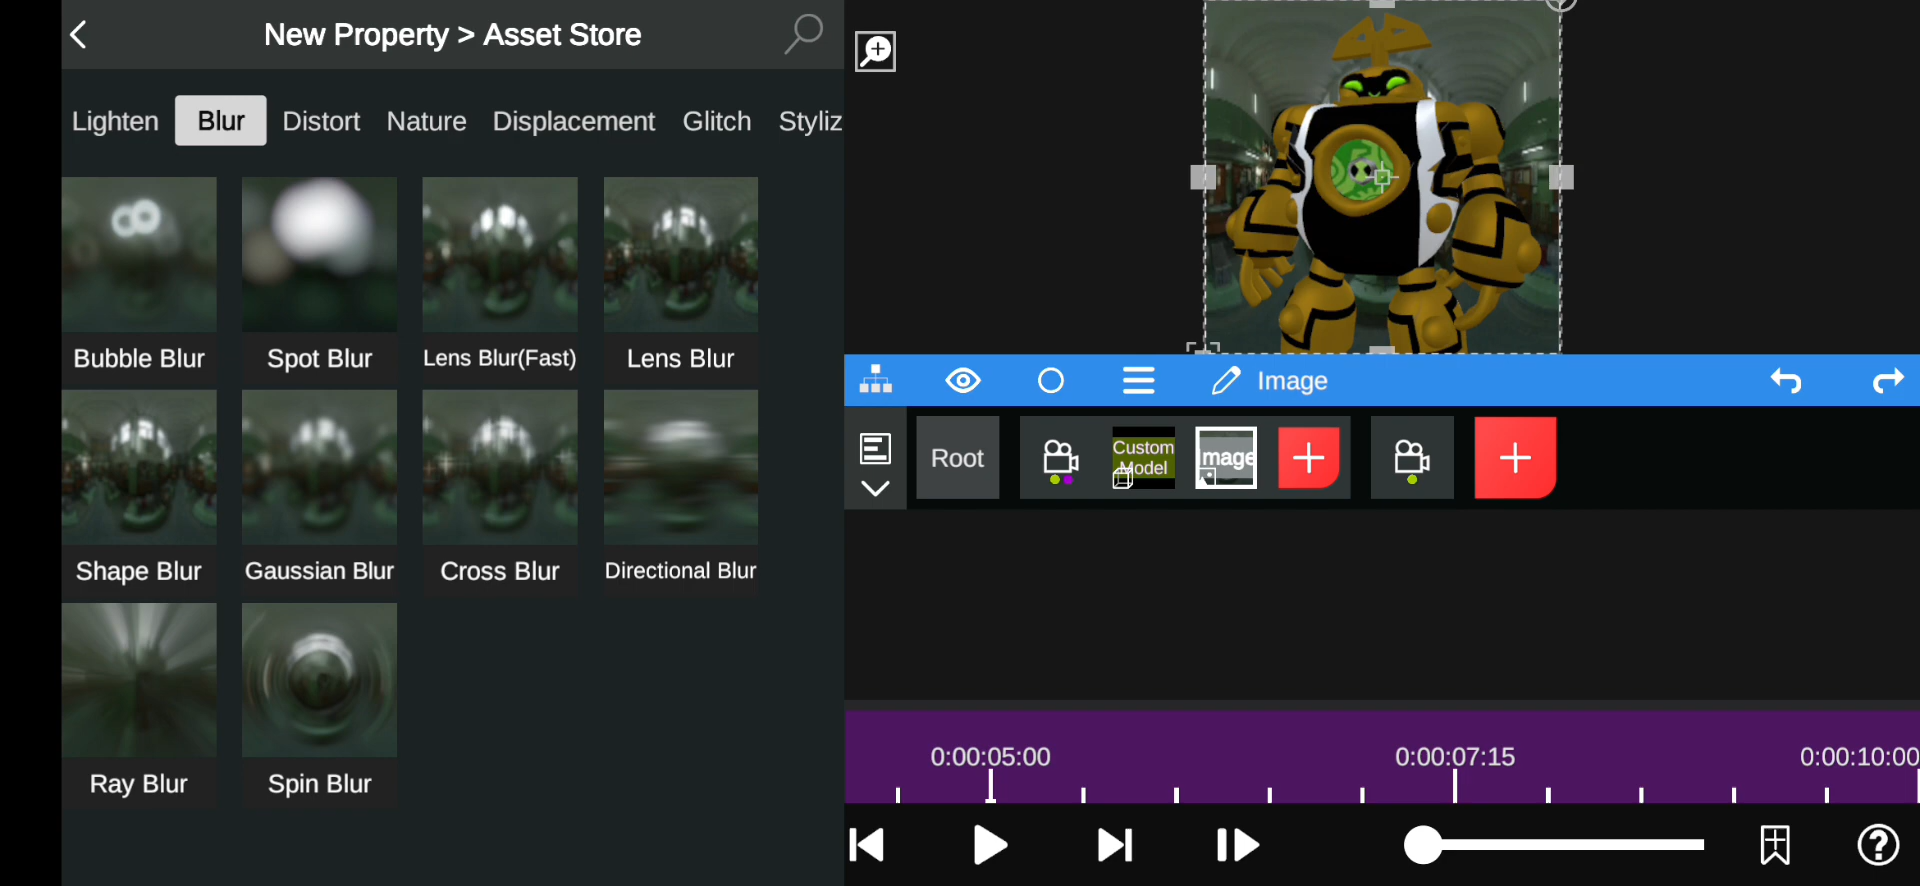 New Property > Asset Store
Lighten Blur Distort Nature Displacement Glitch Styliz
Bubble Blur Spot Blur Lens Blur(Fast) Lens Blur
Shape Blur Gaussian Blur Cross Blur Directional Blur
Ray Blur Spin Blur
Image
Root
Custom
Model
Image
0:00:05:00 0:00:07:15 0:00:10:00